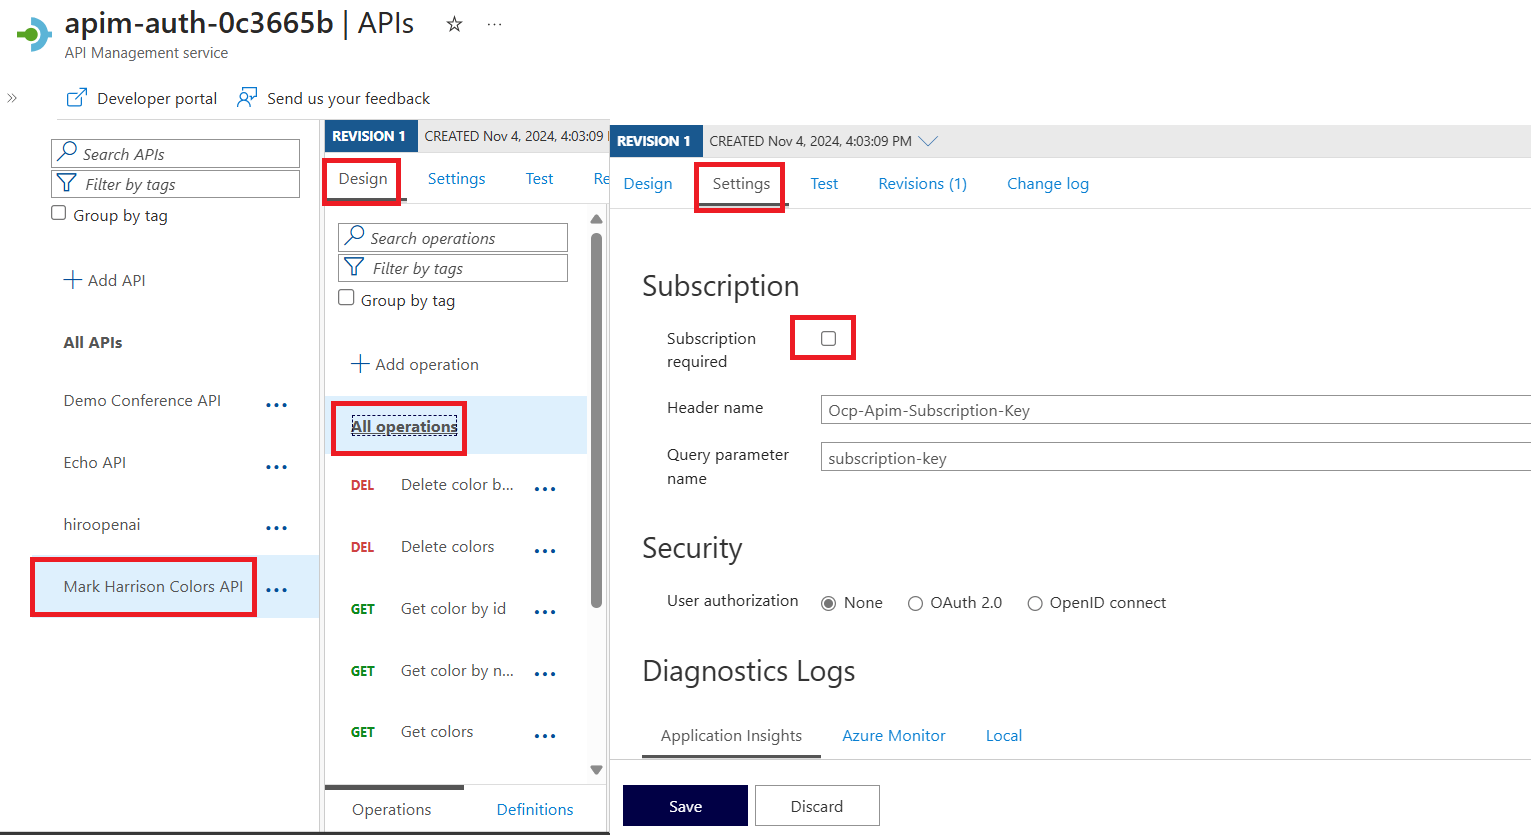 apim-auth-0c3665b | APIs
API Management service
Developer portal
Send us your feedback
Search APIs
Filter by tags
Group by tag
Add API
All APIs
Demo Conference API
Echo API
hiroopenai
Mark Harrison Colors API
REVISION 1 CREATED Nov 4, 2024, 4:03:09
Design Settings Test Re
Search operations
Filter by tags
Group by tag
Add operation
All operations
DEL Delete color b...
DEL Delete colors
GET Get color by id
GET Get color by n...
GET Get colors
Operations Definitions
REVISION 1 CREATED Nov 4, 2024, 4:03:09 PM
Design Settings Test Revisions (1) Change log
Subscription
Subscription
required
Header name Ocp-Apim-Subscription-Key
Query parameter
name
subscription-key
Security
User authorization None OAuth 2.0 OpenID connect
Diagnostics Logs
Application Insights Azure Monitor Local
Save Discard